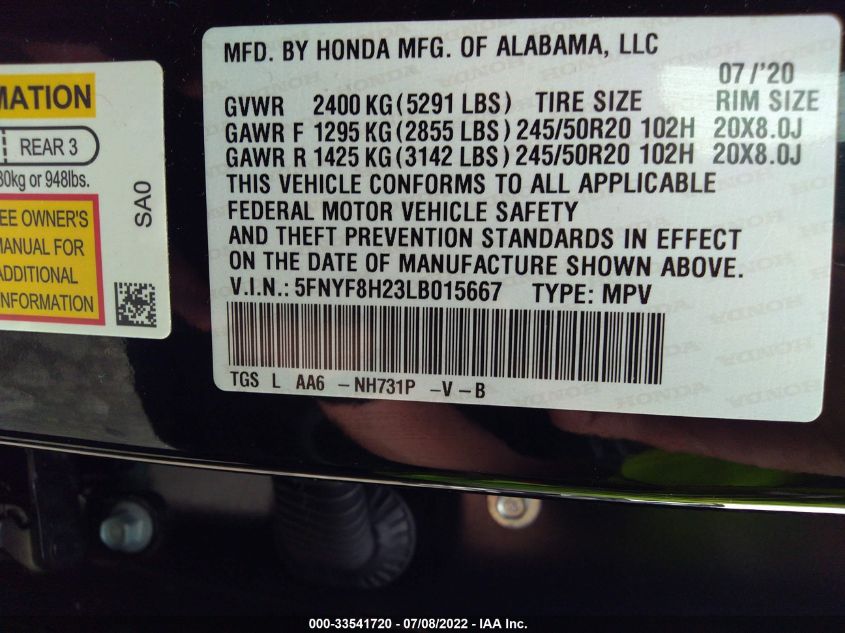 MATION
REAR 3
30kg or 948lbs.
SEE OWNER'S
MANUAL FOR
ADDITIONAL
INFORMATION
SA0
MFD. BY HONDA MFG. OF ALABAMA, LLC
07/'20
GVWR 2400 KG (5291 LBS) TIRE SIZE RIM SIZE
GAWR F 1295 KG (2855 LBS) 245/50R20 102H 20X8.0J
GAWR R 1425 KG (3142 LBS) 245/50R20 102H 20X8.0J
THIS VEHICLE CONFORMS TO ALL APPLICABLE
FEDERAL MOTOR VEHICLE SAFETY
AND THEFT PREVENTION STANDARDS IN EFFECT
ON THE DATE OF MANUFACTURE SHOWN ABOVE.
V.I.N.: 5FNYF8H23LB015667 TYPE: MPV
TGS L AA6 -NH731P -V -B
000-33541720 - 07/08/2022 - IAA Inc.